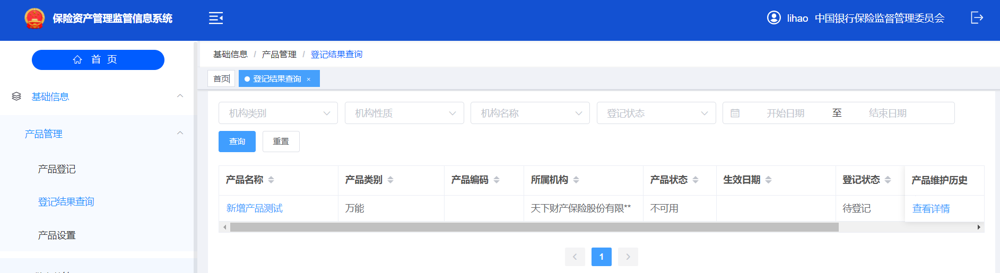 保险资产管理监管信息系统
lihao 中国银行保险监督管理委员会
首 页
基础信息
产品管理
产品登记
登记结果查询
产品设置
基础信息 / 产品管理 / 登记结果查询
首页 登记结果查询 ×
机构类别 机构性质 机构名称 登记状态 开始日期 至 结束日期
查询 重置
产品名称 产品类别 产品编码 所属机构 产品状态 生效日期 登记状态 产品维护历史
新增产品测试 万能 天下财产保险股份有限** 不可用 待登记 查看详情
1